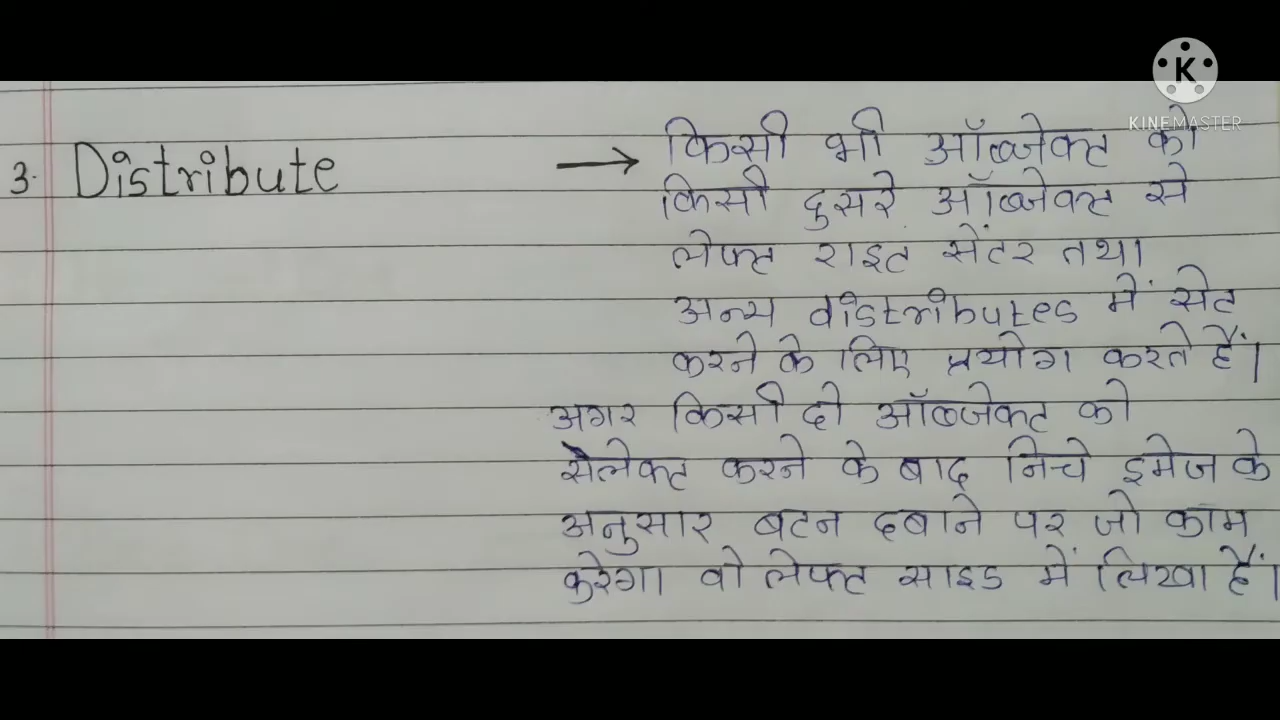 KINEMASTER
3. Distribute → किसी भी ऑब्जेक्ट को
किसी दुसरे ऑब्जेक्ट से
लेफ्ट राइट सेंटर तथा
अन्य distributes में सेट
करने के लिए प्रयोग करते हैं।
अगर किसी दो ऑब्जेक्ट को
सेलेक्ट करने के बाद निचे इमेज के
अनुसार बटन दबाने पर जो काम
करेगा वो लेफ्ट साइड में लिखा हैं।